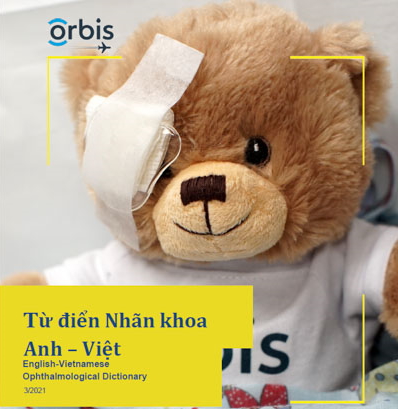 orbis
Từ điển Nhãn khoa
Anh – Việt
English-Vietnamese
Ophthalmological Dictionary
3/2021